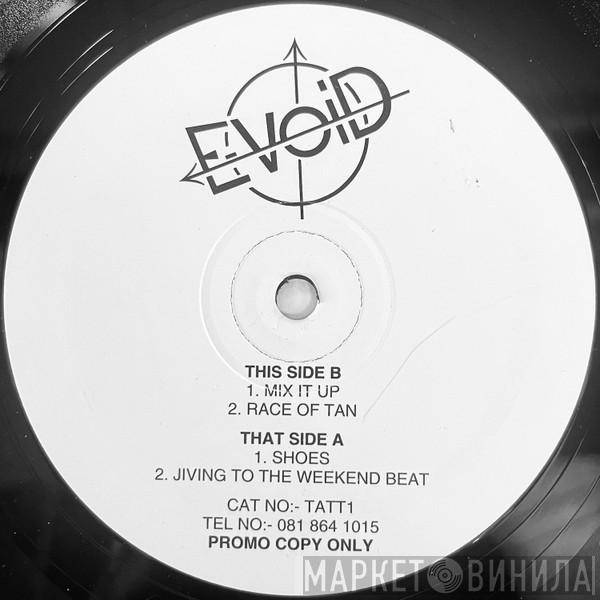 EVOID
THIS SIDE B
1. MIX IT UP
2. RACE OF TAN
THAT SIDE A
1. SHOES
2. JIVING TO THE WEEKEND BEAT
CAT NO:- TATT1
TEL NO:- 081 864 1015
PROMO COPY ONLY
МАРКЕТ ВИНИЛА